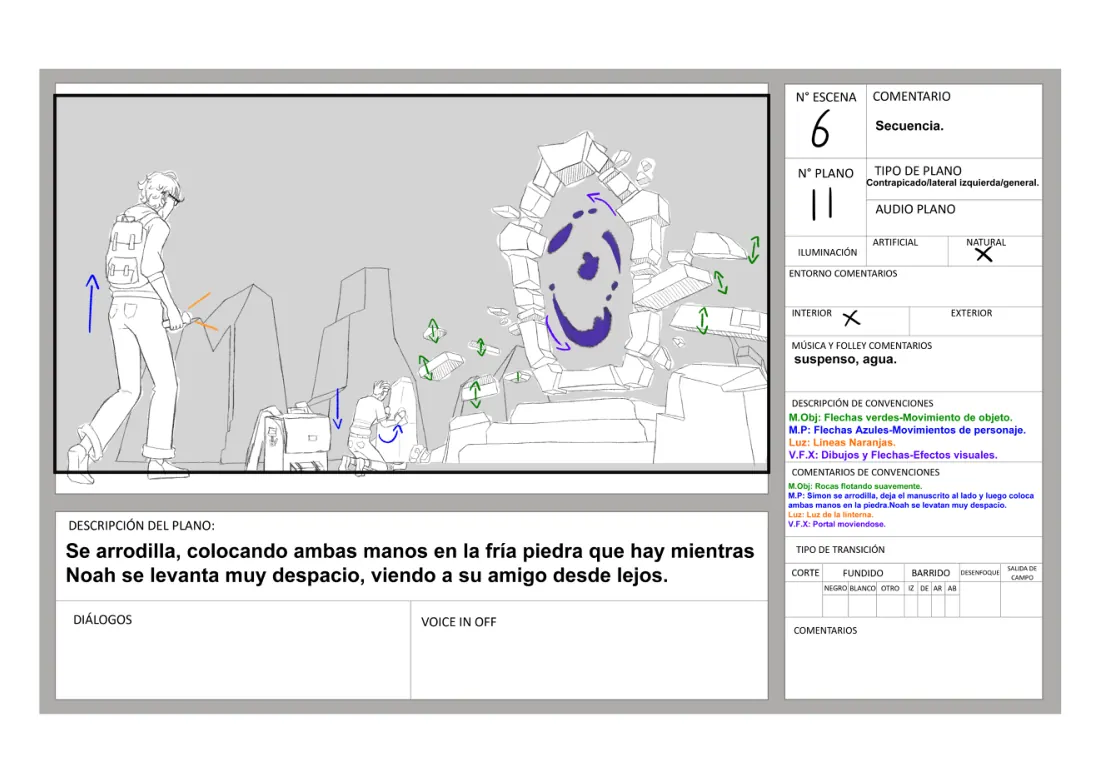 N° ESCENA
6
COMENTARIO
Secuencia.
N° PLANO
11
TIPO DE PLANO
Contrapicado/lateral izquierda/general.
AUDIO PLANO
ILUMINACIÓN
ARTIFICIAL
NATURAL
X
ENTORNO COMENTARIOS
INTERIOR X
EXTERIOR
MÚSICA Y FOLLEY COMENTARIOS
suspenso, agua.
DESCRIPCIÓN DE CONVENCIONES
M.Obj: Flechas verdes-Movimiento de objeto.
M.P: Flechas Azules-Movimientos de personaje.
Luz: Lineas Naranjas.
V.F.X: Dibujos y Flechas-Efectos visuales.
COMENTARIOS DE CONVENCIONES
M.Obj: Rocas flotando suavemente.
M.P: Simon se arrodilla, deja el manuscrito al lado y luego coloca
ambas manos en la piedra.Noah se levatan muy despacio.
Luz: Luz de la linterna.
V.F.X: Portal moviendose.
TIPO DE TRANSICIÓN
CORTE
FUNDIDO
BARRIDO
DESENFOQUE
SALIDA DE
CAMPO
NEGRO BLANCO OTRO IZ DE AR AB
COMENTARIOS
DESCRIPCIÓN DEL PLANO:
Se arrodilla, colocando ambas manos en la fría piedra que hay mientras
Noah se levanta muy despacio, viendo a su amigo desde lejos.
DIÁLOGOS
VOICE IN OFF